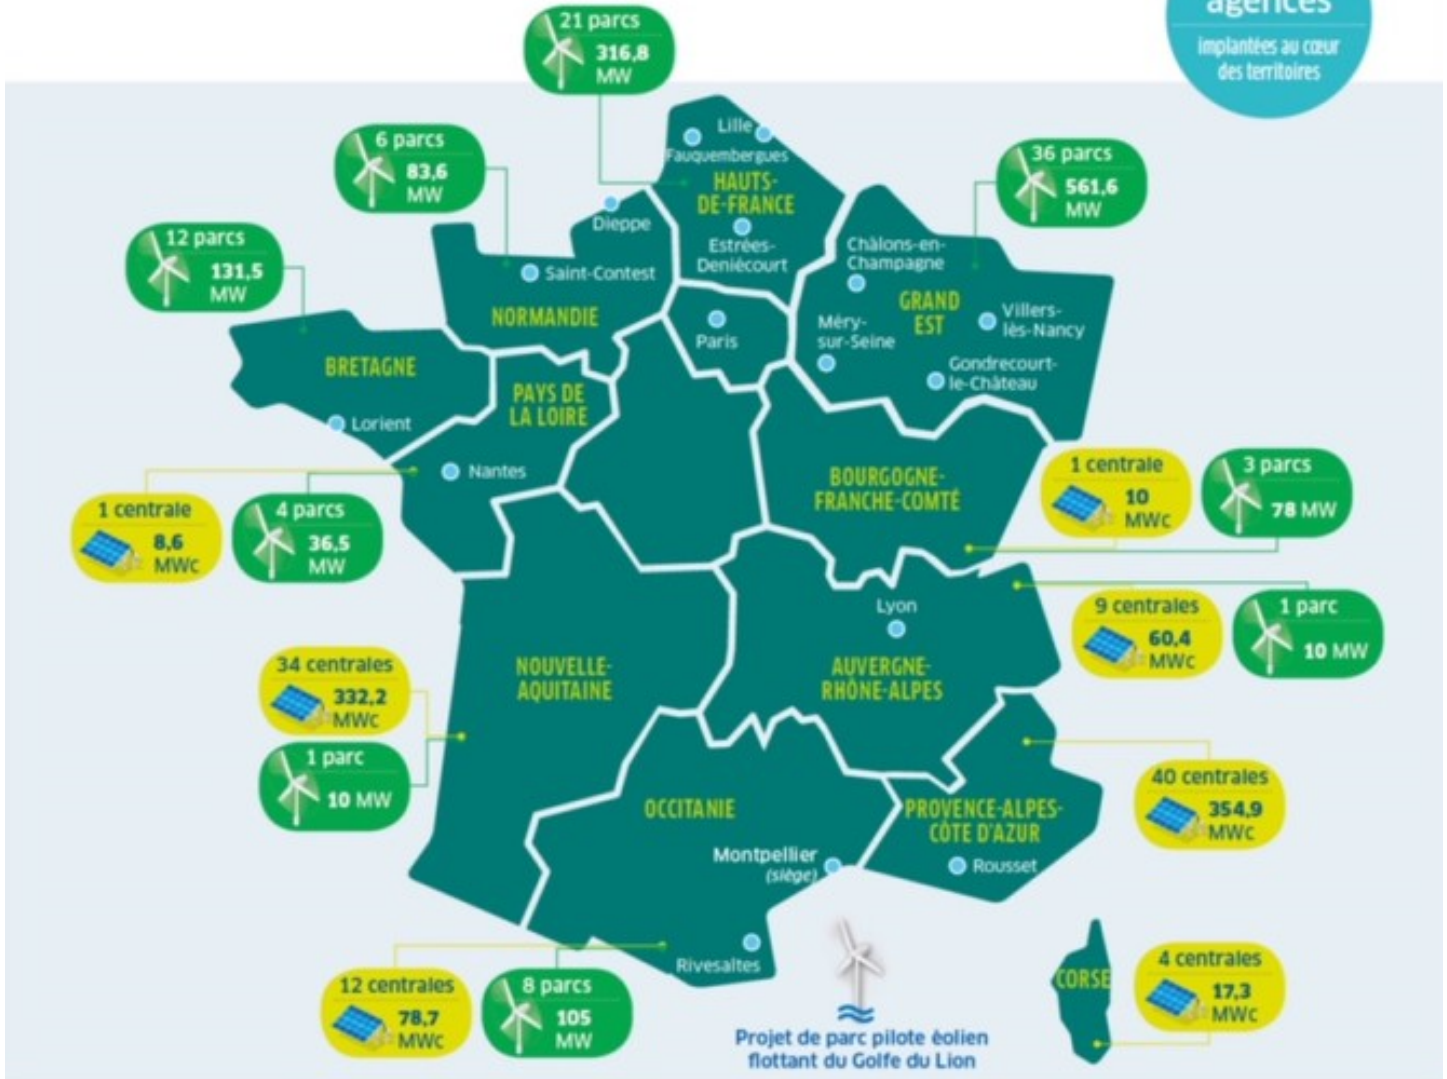 agences
implantées au cœur
des territoires
21 parcs
316,8
MW
6 parcs
83,6
MW
36 parcs
561,6
MW
12 parcs
131,5
MW
Lille
Fauquembergues
HAUTS-
DE-FRANCE
Estrées-
Deniécourt
Dieppe
Saint-Contest
NORMANDIE
Châlons-en-
Champagne
GRAND
EST
Villers-
lès-Nancy
Méry-
sur-Seine
Gondrecourt-
le-Château
Paris
BRETAGNE
Lorient
PAYS DE
LA LOIRE
Nantes
1 centrale
8,6
MWc
4 parcs
36,5
MW
BOURGOGNE-
FRANCHE-COMTÉ
1 centrale
10
MWc
3 parcs
78 MW
Lyon
AUVERGNE-
RHÔNE-ALPES
9 centrales
60,4
MWc
1 parc
10 MW
34 centrales
332,2
MWc
1 parc
10 MW
NOUVELLE-
AQUITAINE
OCCITANIE
Montpellier
(siège)
Rivesaltes
PROVENCE-ALPES-
CÔTE D'AZUR
Rousset
40 centrales
354,9
MWc
12 centrales
78,7
MWc
8 parcs
105
MW
Projet de parc pilote éolien
flottant du Golfe du Lion
CORSE
4 centrales
17,3
MWc